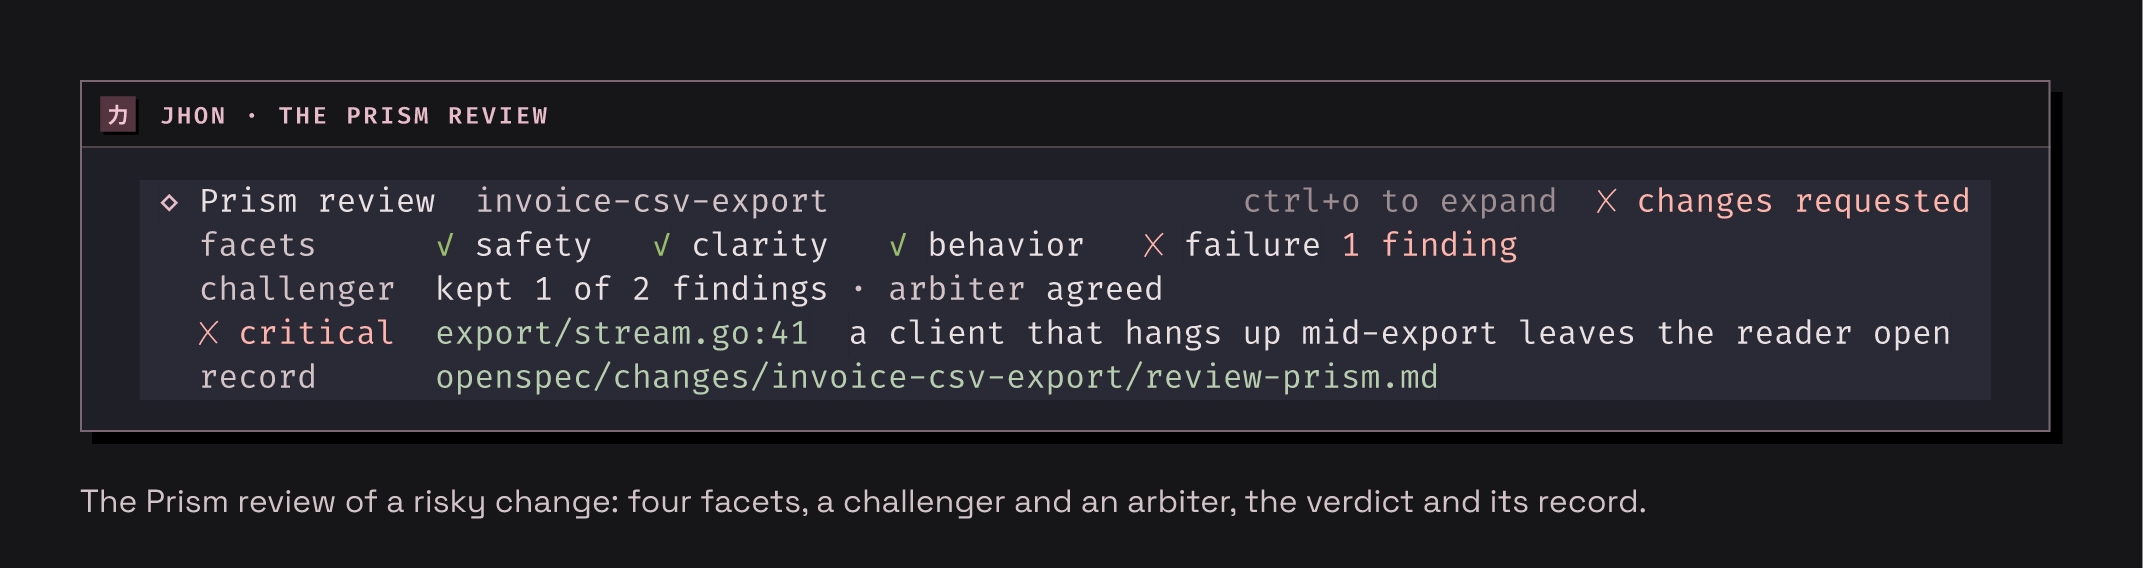 力 JHON · THE PRISM REVIEW
◇ Prism review invoice-csv-export ctrl+o to expand ✗ changes requested
facets ✓ safety ✓ clarity ✓ behavior ✗ failure 1 finding
challenger kept 1 of 2 findings · arbiter agreed
✗ critical export/stream.go:41 a client that hangs up mid-export leaves the reader open
record openspec/changes/invoice-csv-export/review-prism.md
The Prism review of a risky change: four facets, a challenger and an arbiter, the verdict and its record.